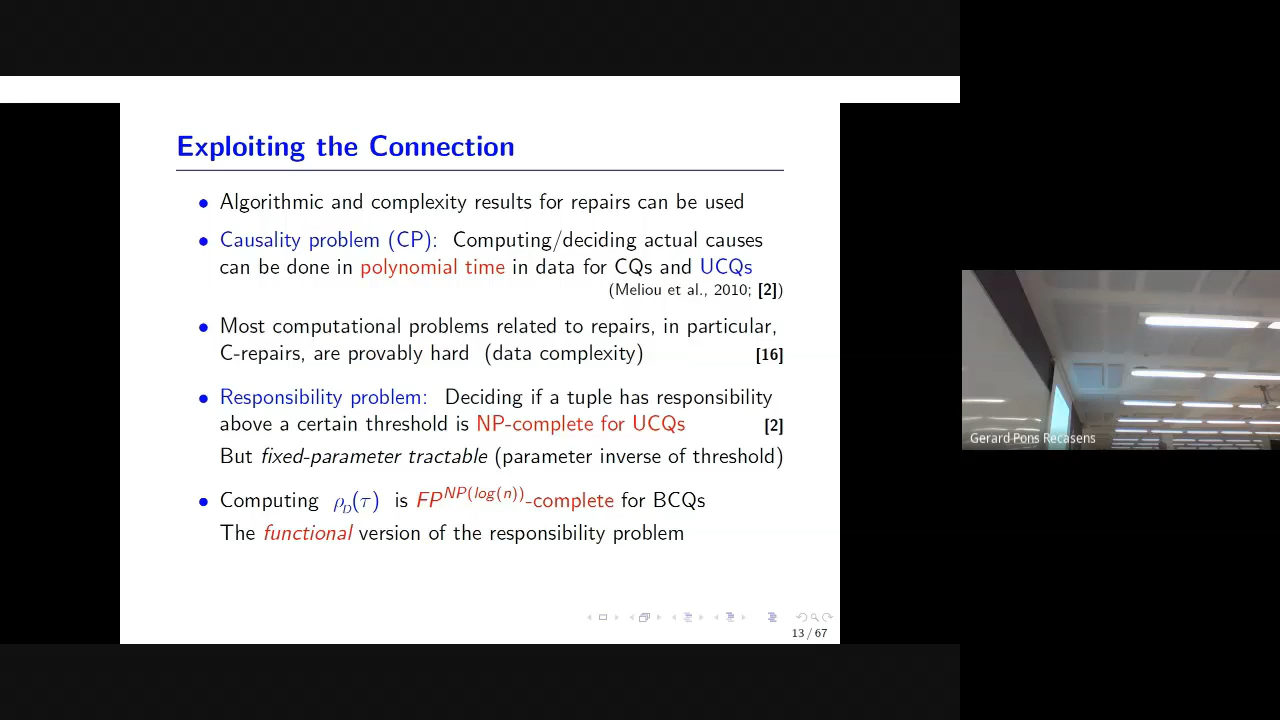 Exploiting the Connection
• Algorithmic and complexity results for repairs can be used
• Causality problem (CP): Computing/deciding actual causes
can be done in polynomial time in data for CQs and UCQs
(Meliou et al., 2010; [2])
• Most computational problems related to repairs, in particular,
C-repairs, are provably hard (data complexity) [16]
• Responsibility problem: Deciding if a tuple has responsibility
above a certain threshold is NP-complete for UCQs [2]
But fixed-parameter tractable (parameter inverse of threshold)
• Computing ρ_D(τ) is FP^NP(log(n))-complete for BCQs
The functional version of the responsibility problem
13 / 67
Gerard Pons Recasens